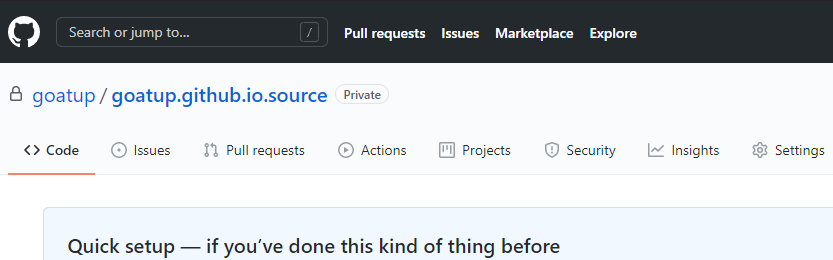 Search or jump to... / Pull requests Issues Marketplace Explore
goatup / goatup.github.io.source Private
<> Code Issues Pull requests Actions Projects Security Insights Settings
Quick setup — if you’ve done this kind of thing before